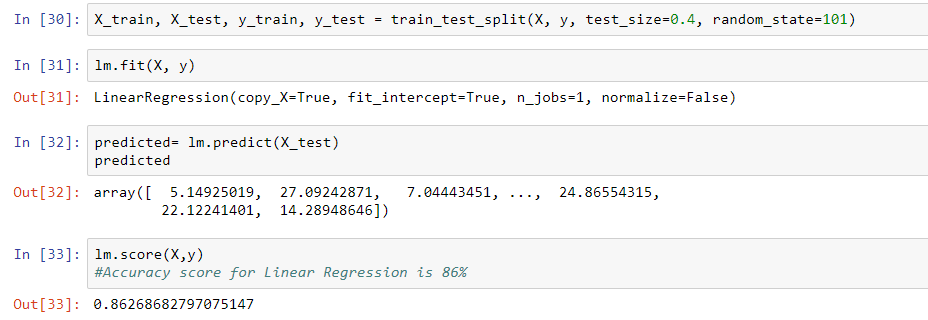 In [30]: X_train, X_test, y_train, y_test = train_test_split(X, y, test_size=0.4, random_state=101)
In [31]: lm.fit(X, y)
Out[31]: LinearRegression(copy_X=True, fit_intercept=True, n_jobs=1, normalize=False)
In [32]: predicted= lm.predict(X_test)
predicted
Out[32]: array([  5.14925019,  27.09242871,   7.04443451, ...,  24.86554315,
22.12241401,  14.28948646])
In [33]: lm.score(X,y)
#Accuracy score for Linear Regression is 86%
Out[33]: 0.86268682797075147